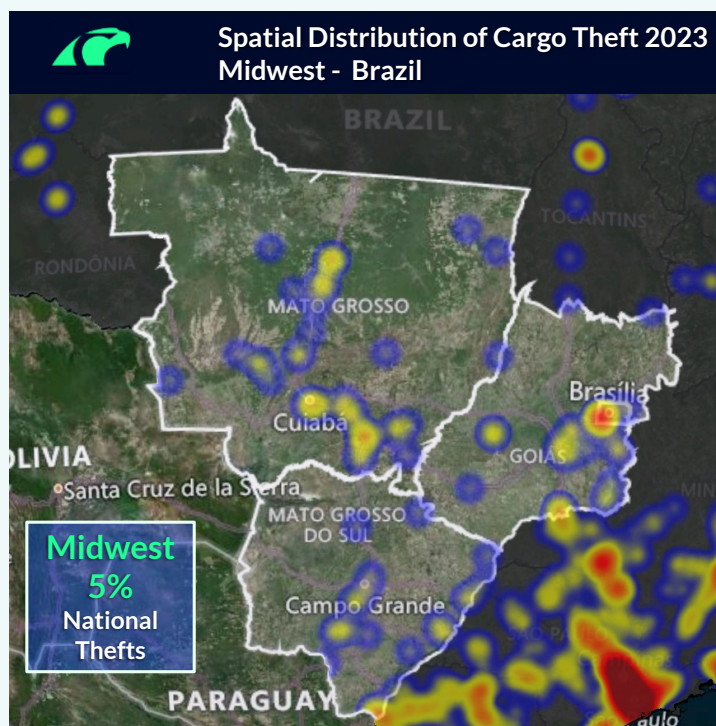 Spatial Distribution of Cargo Theft 2023
Midwest - Brazil
BRAZIL
TOCANTINS
RONDÔNIA
MATO GROSSO
Brasília
Cuiabá
GOIÁS
OLIVIA
Santa Cruz de la Sierra
MATO GROSSO
DO SUL
Midwest
5%
National
Thefts
Campo Grande
PARAGUAY
aulo